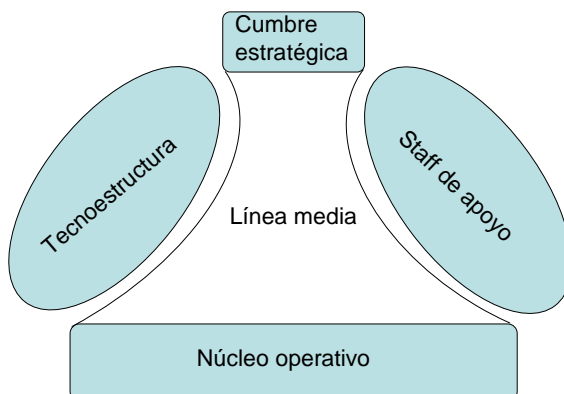 Cumbre
estratégica
Tecnoestructura
Staff de apoyo
Línea media
Núcleo operativo